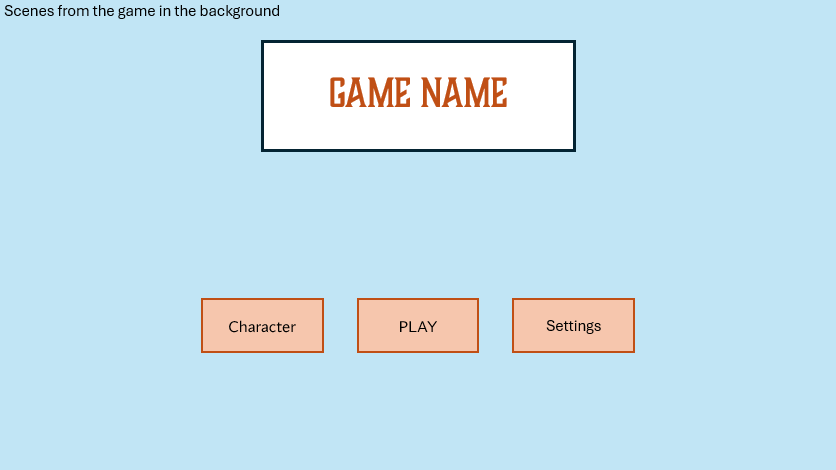 Scenes from the game in the background
GAME NAME
Character
PLAY
Settings